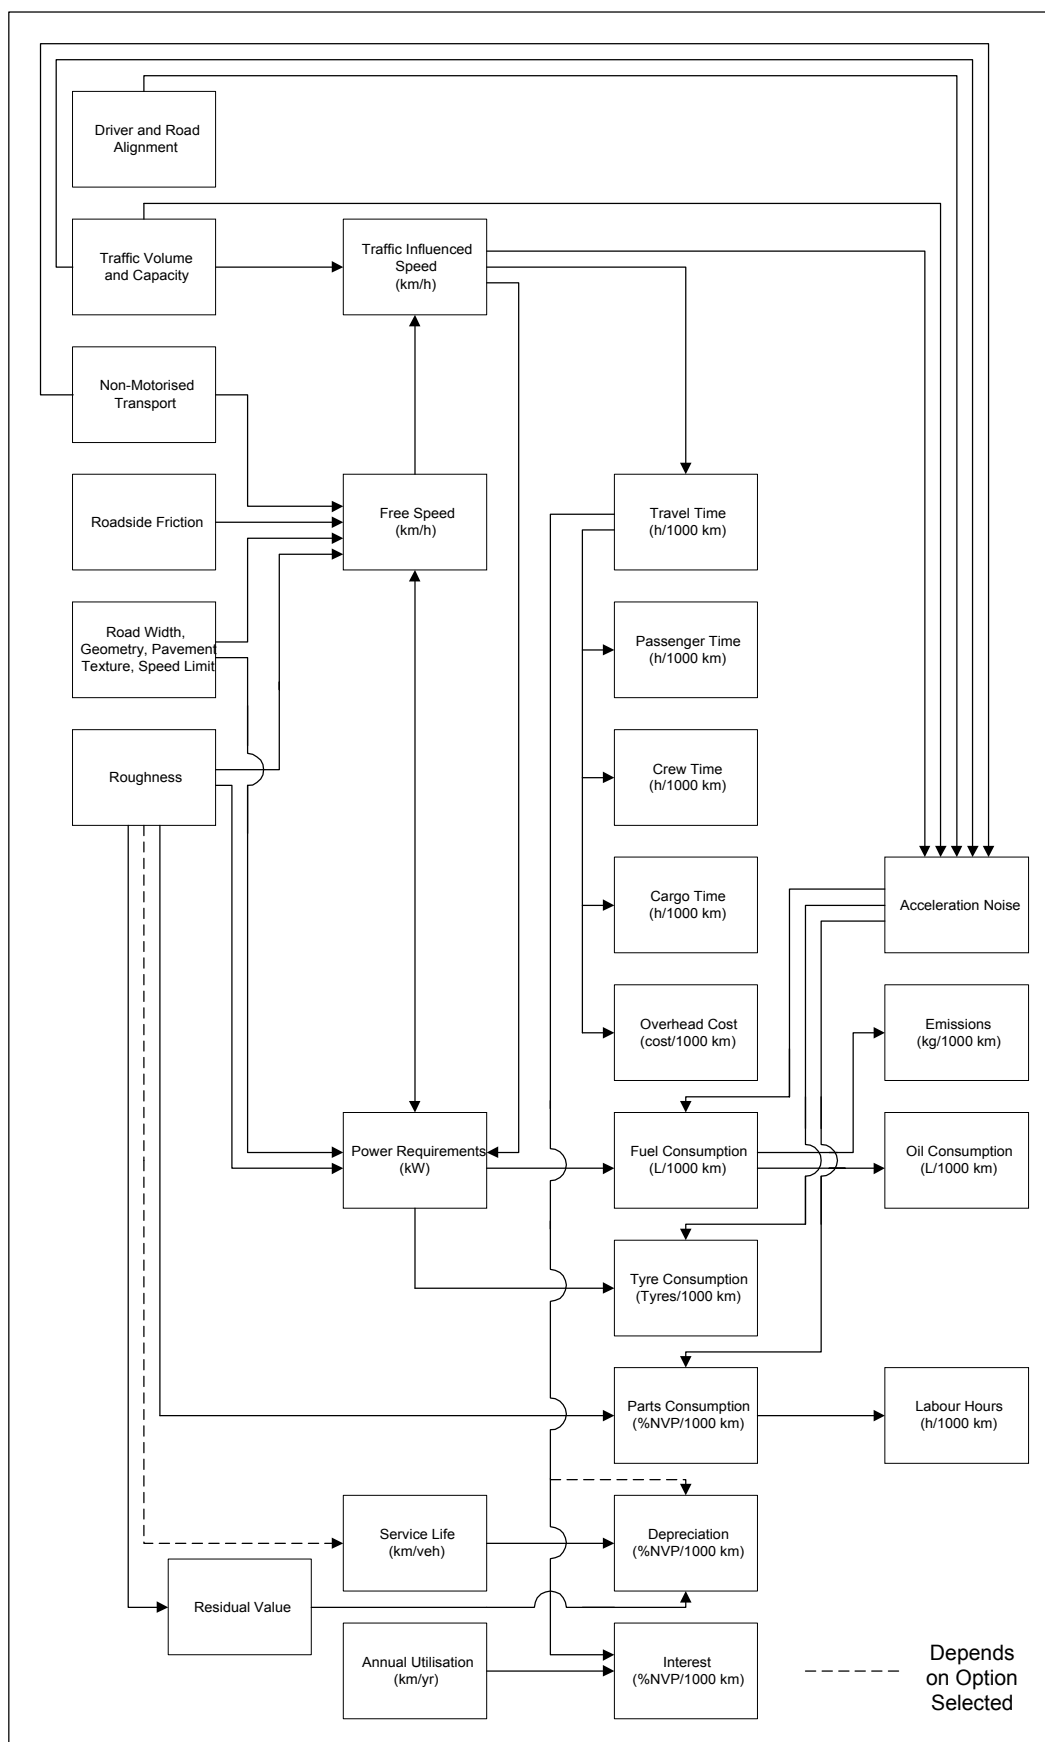 Driver and Road
Alignment
Traffic Volume
and Capacity
Traffic Influenced
Speed
(km/h)
Non-Motorised
Transport
Roadside Friction
Free Speed
(km/h)
Travel Time
(h/1000 km)
Road Width,
Geometry, Pavement
Texture, Speed Limit
Passenger Time
(h/1000 km)
Roughness
Crew Time
(h/1000 km)
Cargo Time
(h/1000 km)
Acceleration Noise
Overhead Cost
(cost/1000 km)
Emissions
(kg/1000 km)
Power Requirements
(kW)
Fuel Consumption
(L/1000 km)
Oil Consumption
(L/1000 km)
Tyre Consumption
(Tyres/1000 km)
Parts Consumption
(%NVP/1000 km)
Labour Hours
(h/1000 km)
Service Life
(km/veh)
Depreciation
(%NVP/1000 km)
Residual Value
Annual Utilisation
(km/yr)
Interest
(%NVP/1000 km)
Depends
on Option
Selected